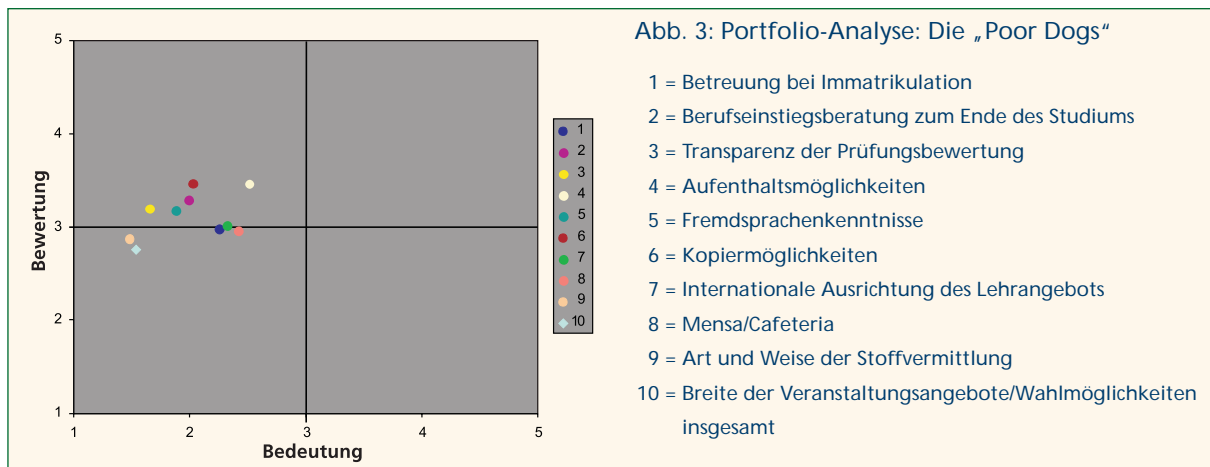 Abb. 3: Portfolio-Analyse: Die „Poor Dogs“
1 = Betreuung bei Immatrikulation
2 = Berufseinstiegsberatung zum Ende des Studiums
3 = Transparenz der Prüfungsbewertung
4 = Aufenthaltsmöglichkeiten
5 = Fremdsprachenkenntnisse
6 = Kopiermöglichkeiten
7 = Internationale Ausrichtung des Lehrangebots
8 = Mensa/Cafeteria
9 = Art und Weise der Stoffvermittlung
10 = Breite der Veranstaltungsangebote/Wahlmöglichkeiten
insgesamt
Bewertung
5
4
3
2
1
1 2 3 4 5
Bedeutung
1
2
3
4
5
6
7
8
9
10